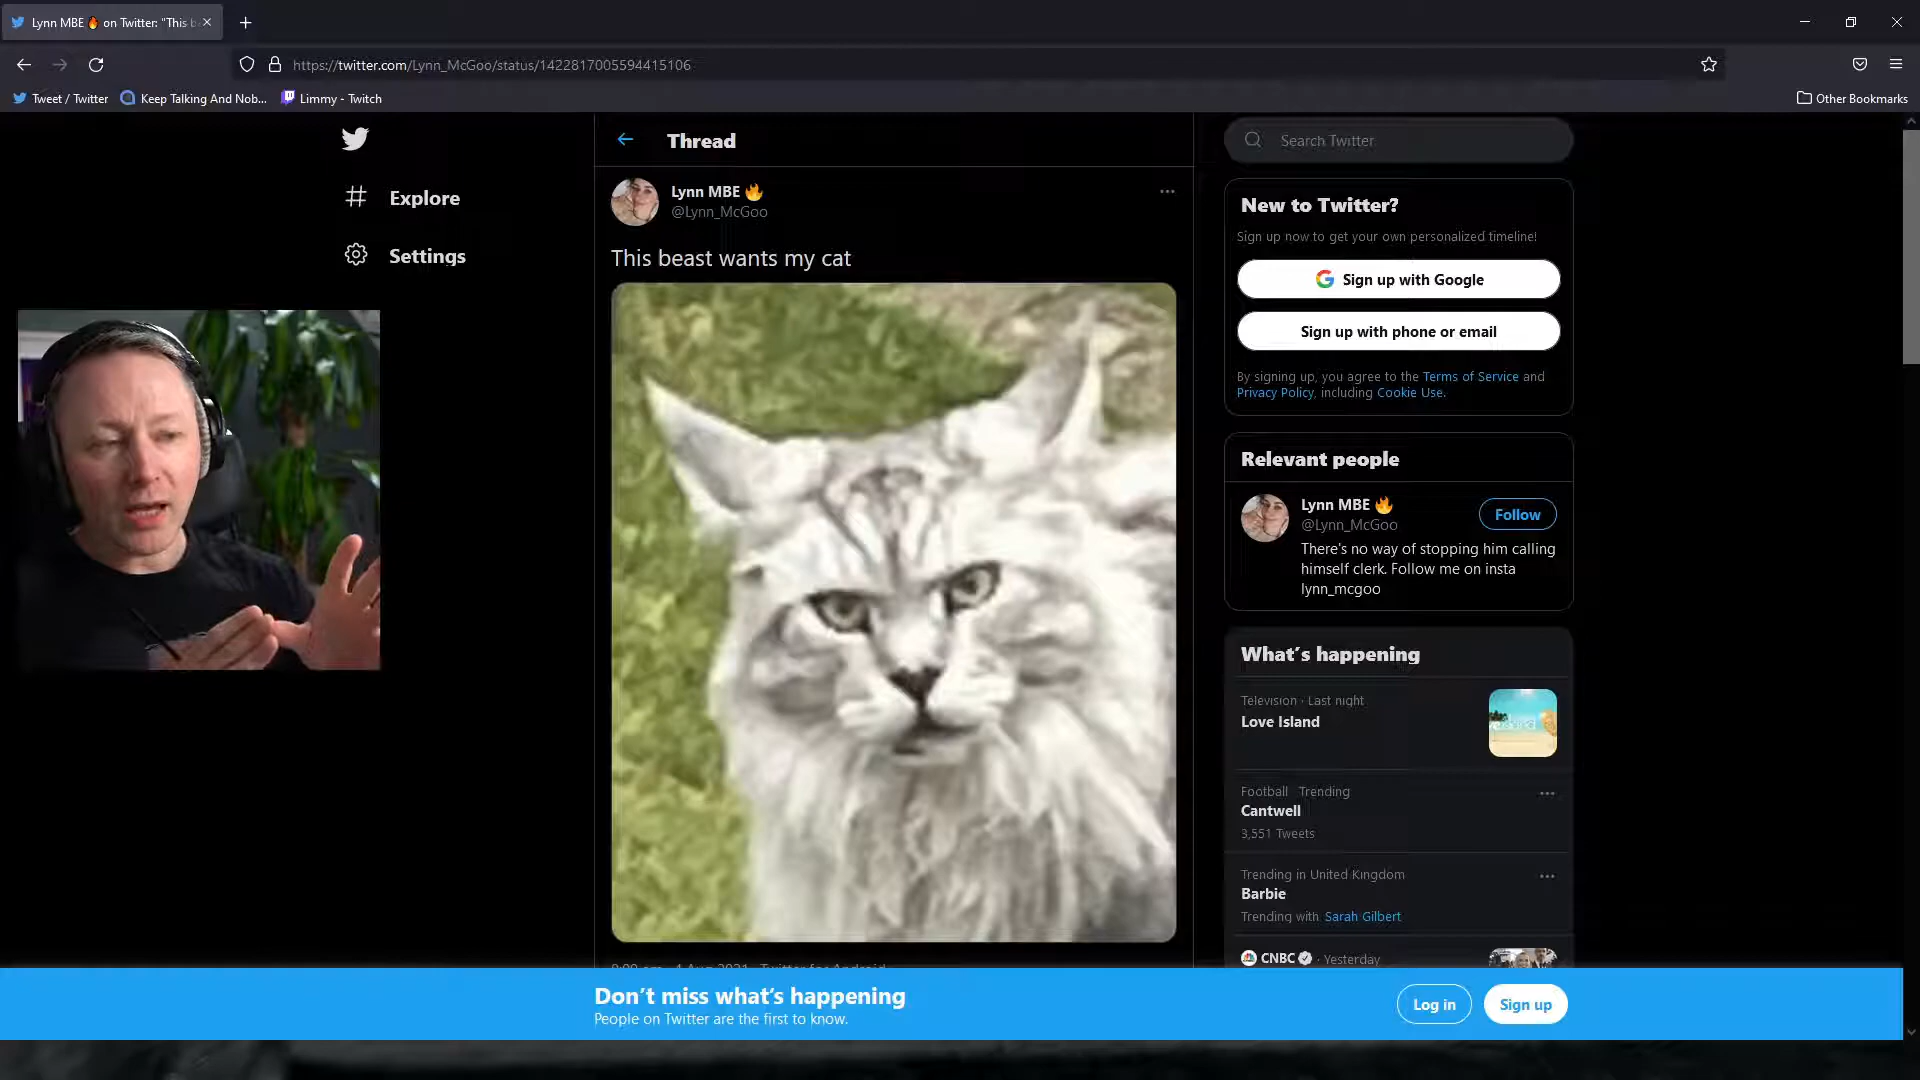 Lynn MBE 🔥 on Twitter: "This b
https://twitter.com/Lynn_McGoo/status/1422817005594415106
Tweet / Twitter
Keep Talking And Nob...
Limmy - Twitch
Other Bookmarks
Explore
Settings
Thread
Lynn MBE 🔥
@Lynn_McGoo
This beast wants my cat
Search Twitter
New to Twitter?
Sign up now to get your own personalized timeline!
Sign up with Google
Sign up with phone or email
By signing up, you agree to the Terms of Service and
Privacy Policy, including Cookie Use.
Relevant people
Lynn MBE 🔥
@Lynn_McGoo
Follow
There's no way of stopping him calling
himself clerk. Follow me on insta
lynn_mcgoo
What's happening
Television · Last night
Love Island
Football · Trending
Cantwell
3,551 Tweets
Trending in United Kingdom
Barbie
Trending with Sarah Gilbert
CNBC · Yesterday
Don't miss what's happening
People on Twitter are the first to know.
Log in
Sign up